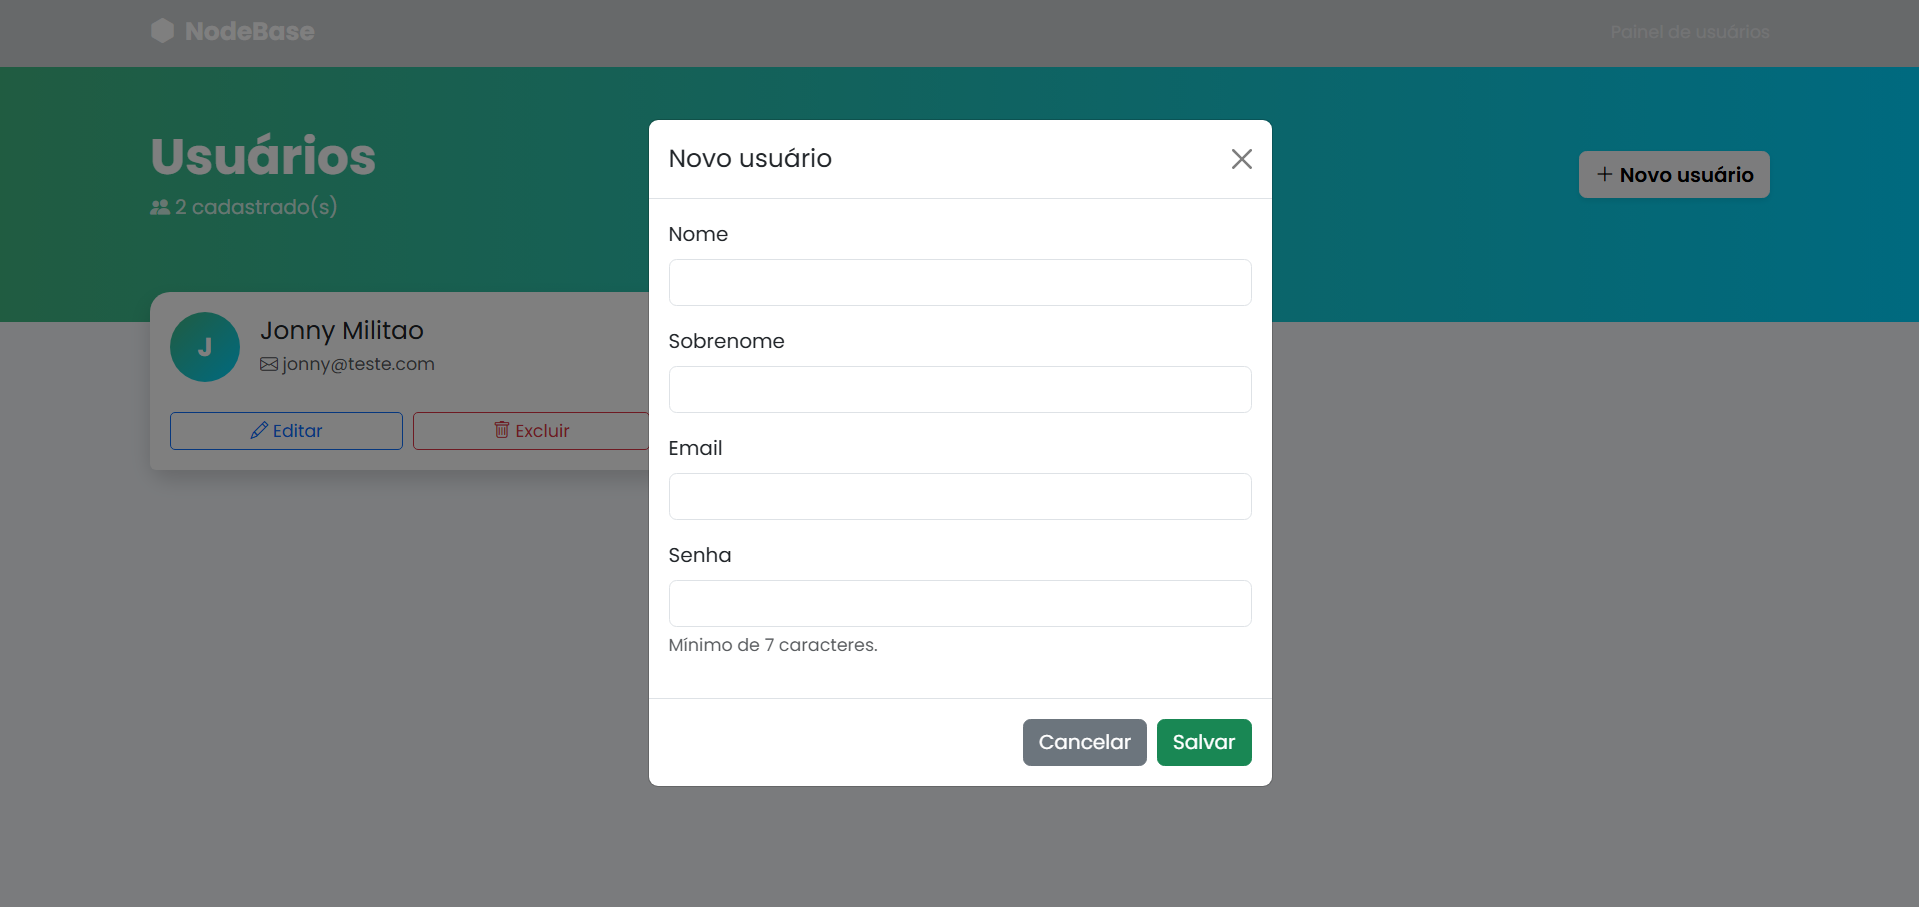 NodeBase
Painel de usuários
Usuários
2 cadastrado(s)
+ Novo usuário
J
Jonny Militao
jonny@teste.com
Editar
Excluir
Novo usuário
Nome
Sobrenome
Email
Senha
Mínimo de 7 caracteres.
Cancelar
Salvar